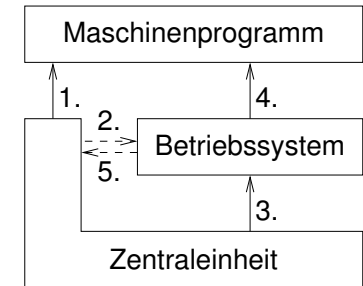 Maschinenprogramm
1.
4.
2.
Betriebssystem
5.
3.
Zentraleinheit